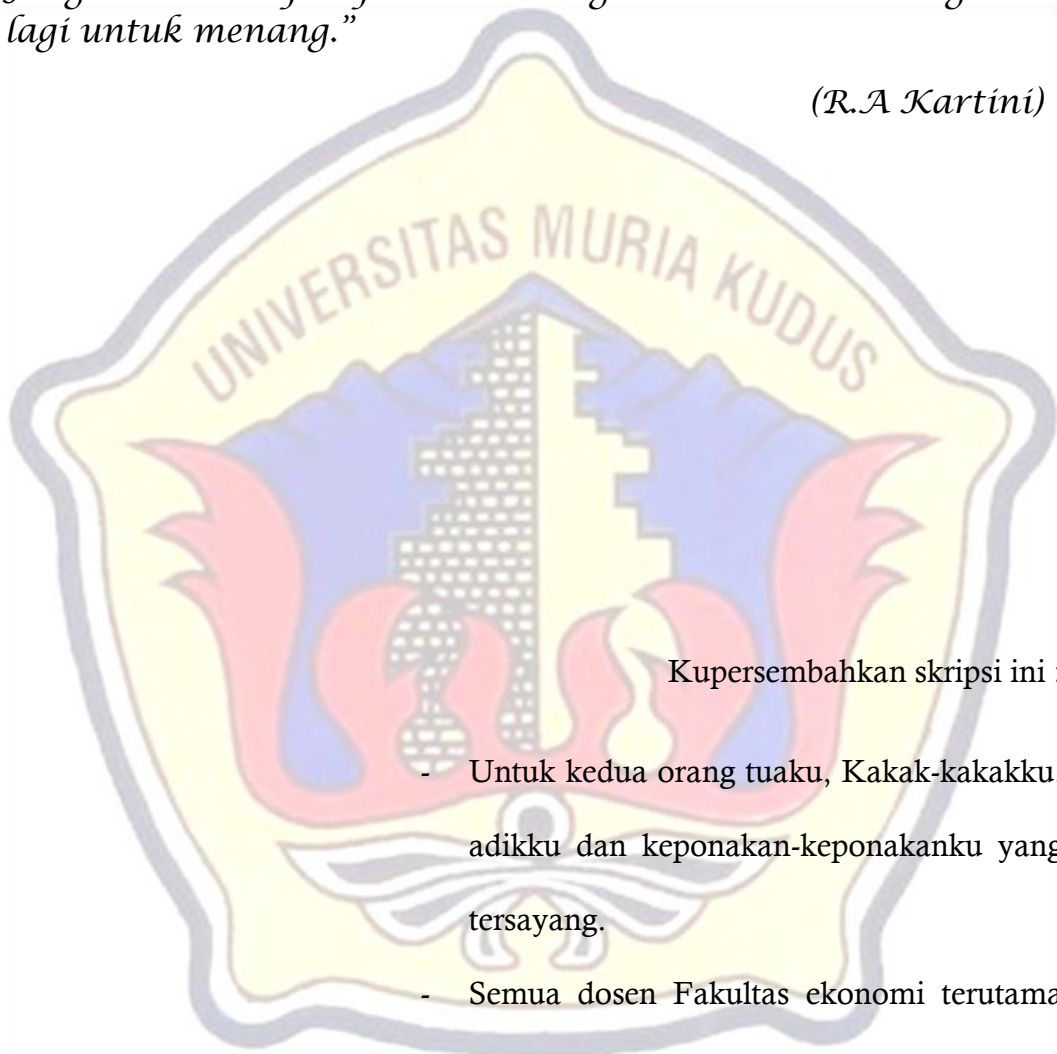 lagi untuk menang.”
(R.A Kartini)
UNIVERSITAS MURIA KUDUS
Kupersembahkan skripsi ini :
- Untuk kedua orang tuaku, Kakak-kakakku
adikku dan keponakan-keponakanku yang
tersayang.
- Semua dosen Fakultas ekonomi terutama